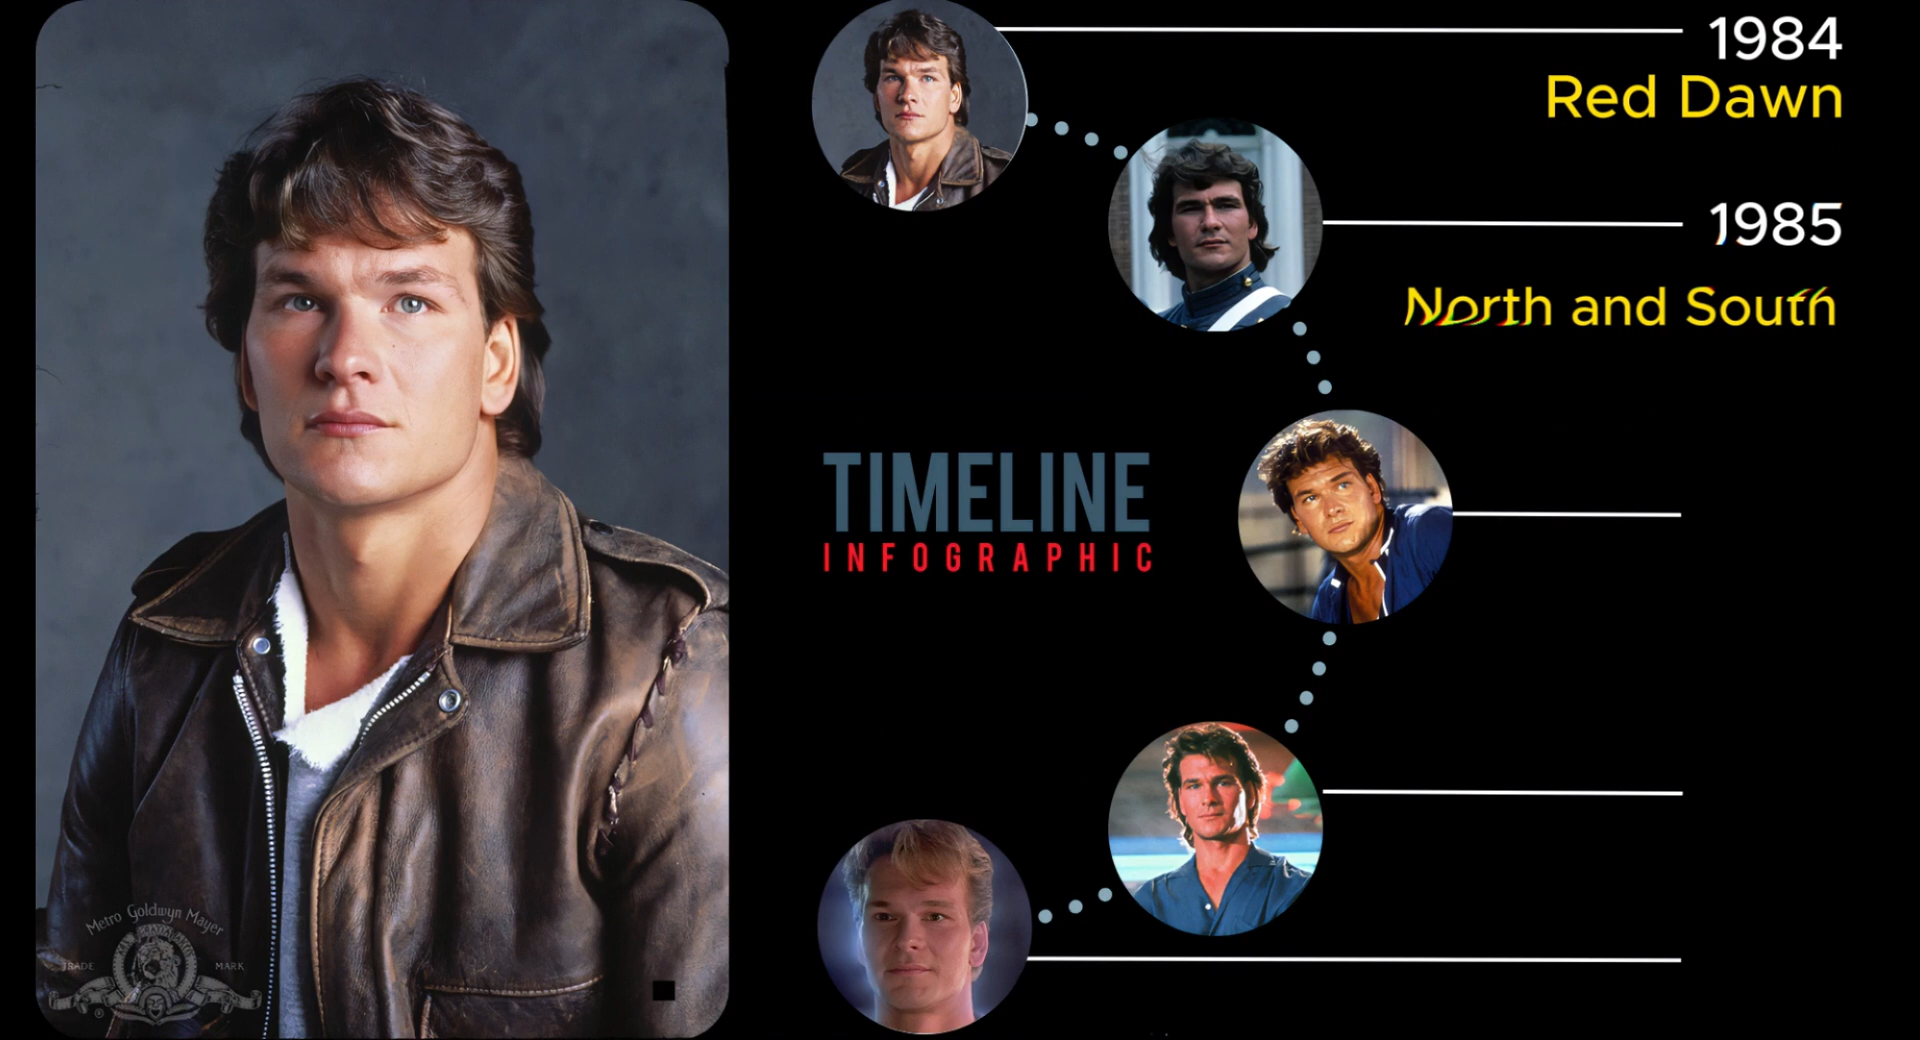 1984
Red Dawn
1985
North and South
TIMELINE
INFOGRAPHIC
Metro Goldwyn Mayer
TRADE MARK
®